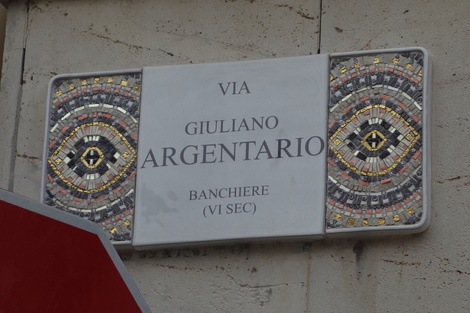 VIA
GIULIANO
ARGENTARIO
BANCHIERE
(VI SEC)